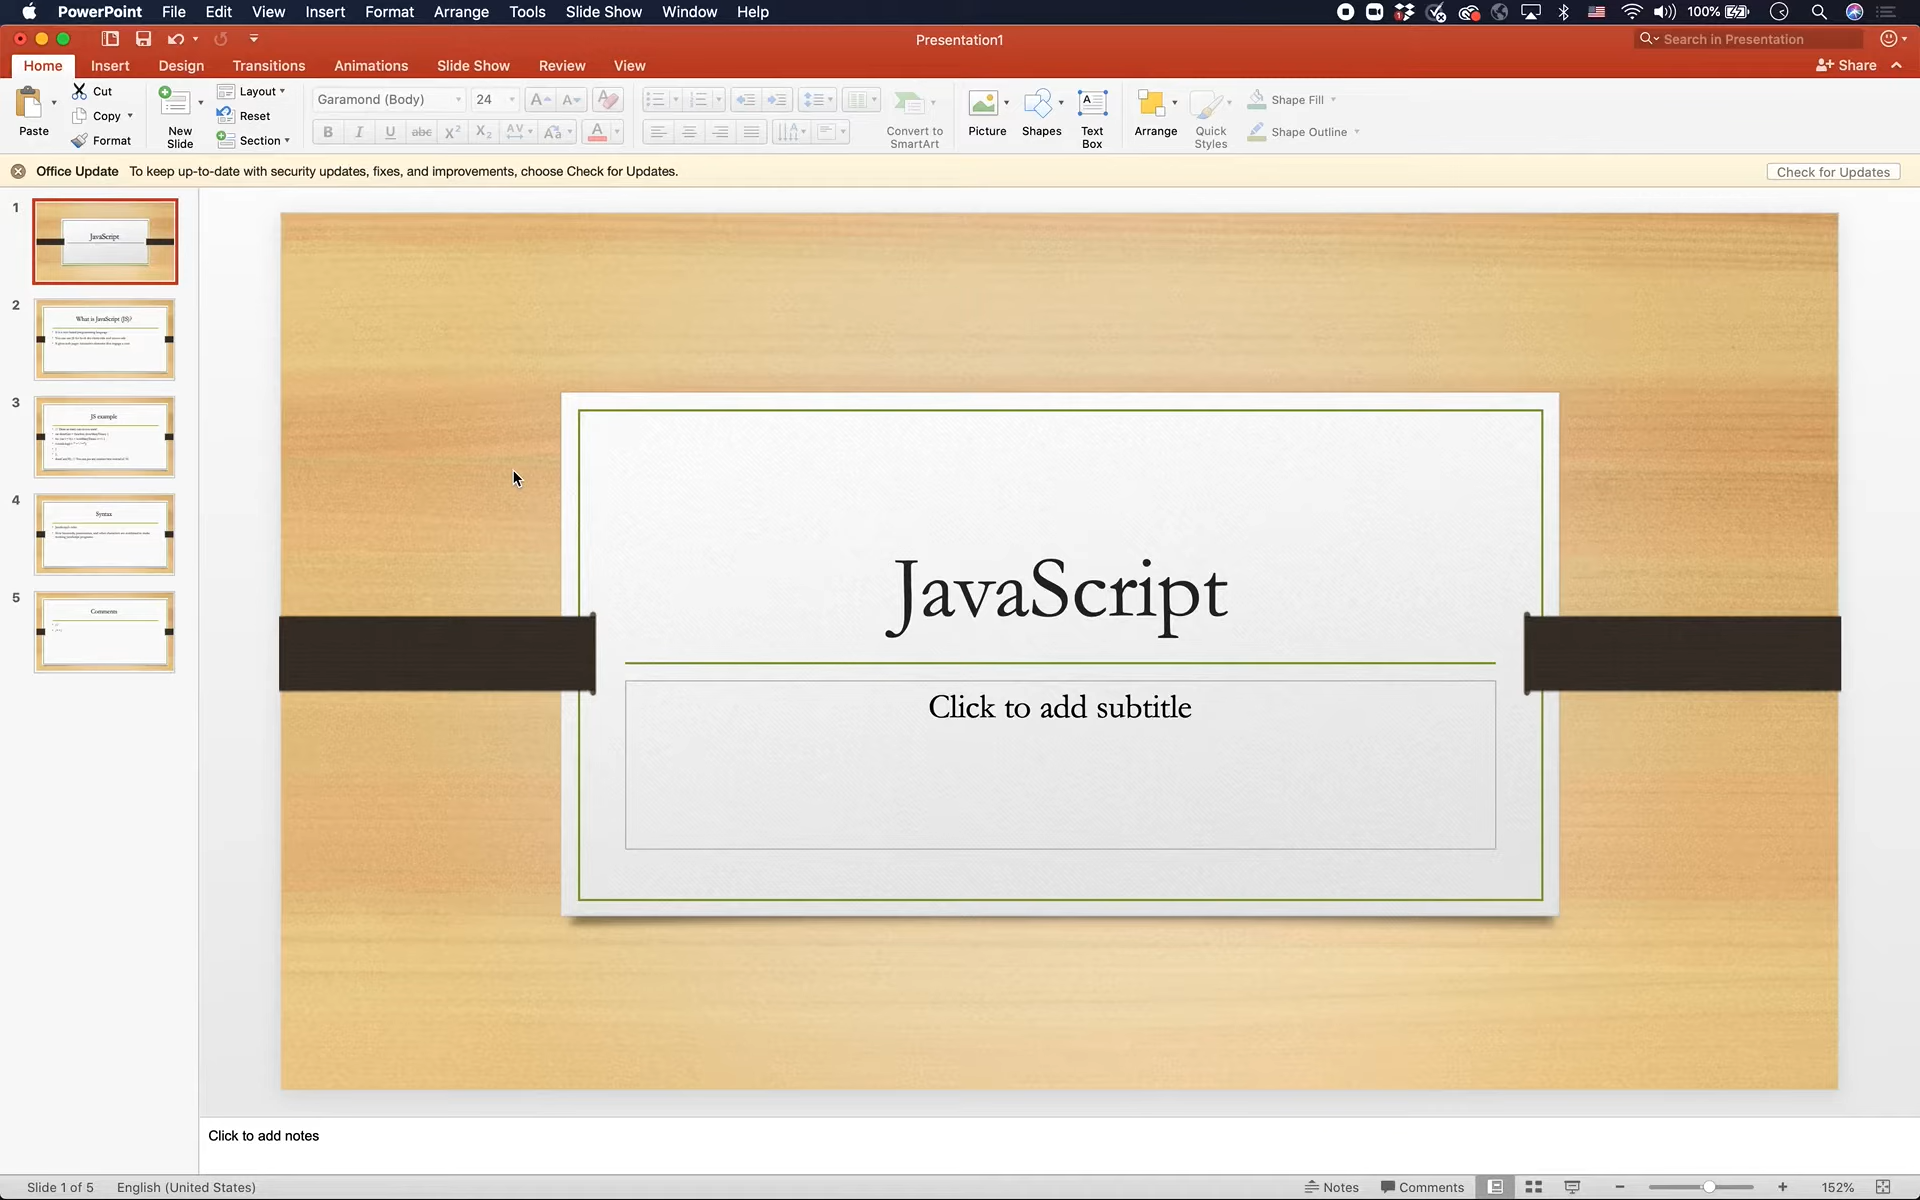 PowerPoint File Edit View Insert Format Arrange Tools Slide Show Window Help 100%
Presentation1
Search in Presentation
Home Insert Design Transitions Animations Slide Show Review View Share
Paste
Cut
Copy
Format
New Slide
Layout
Reset
Section
Garamond (Body) 24
B I U abc X² X₂ AV Aa A
Convert to SmartArt
Picture
Shapes
Text Box
Arrange
Quick Styles
Shape Fill
Shape Outline
Office Update To keep up-to-date with security updates, fixes, and improvements, choose Check for Updates. Check for Updates
1
JavaScript
2
What is JavaScript (JS)?
3
JS example
4
Syntax
5
Comments
JavaScript
Click to add subtitle
Click to add notes
Slide 1 of 5 English (United States) Notes Comments 152%